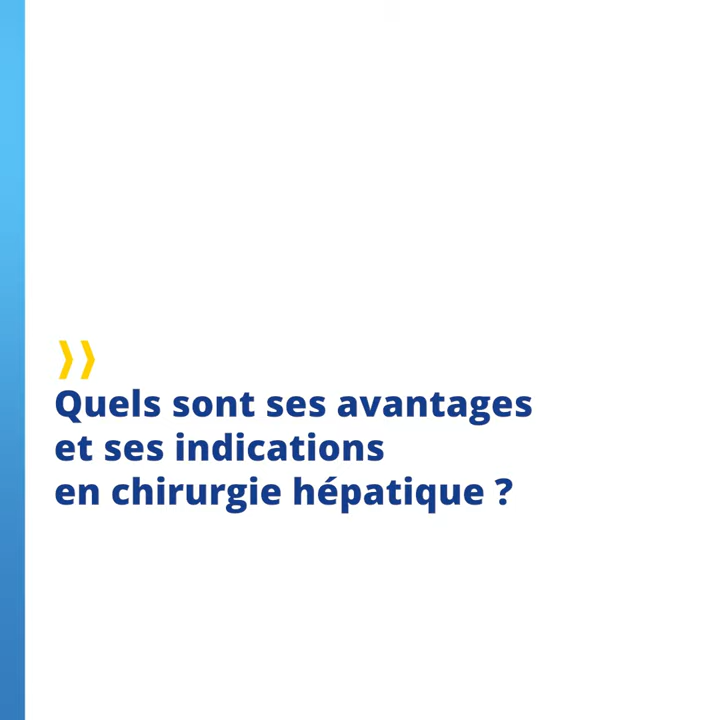 Quels sont ses avantages
et ses indications
en chirurgie hépatique ?